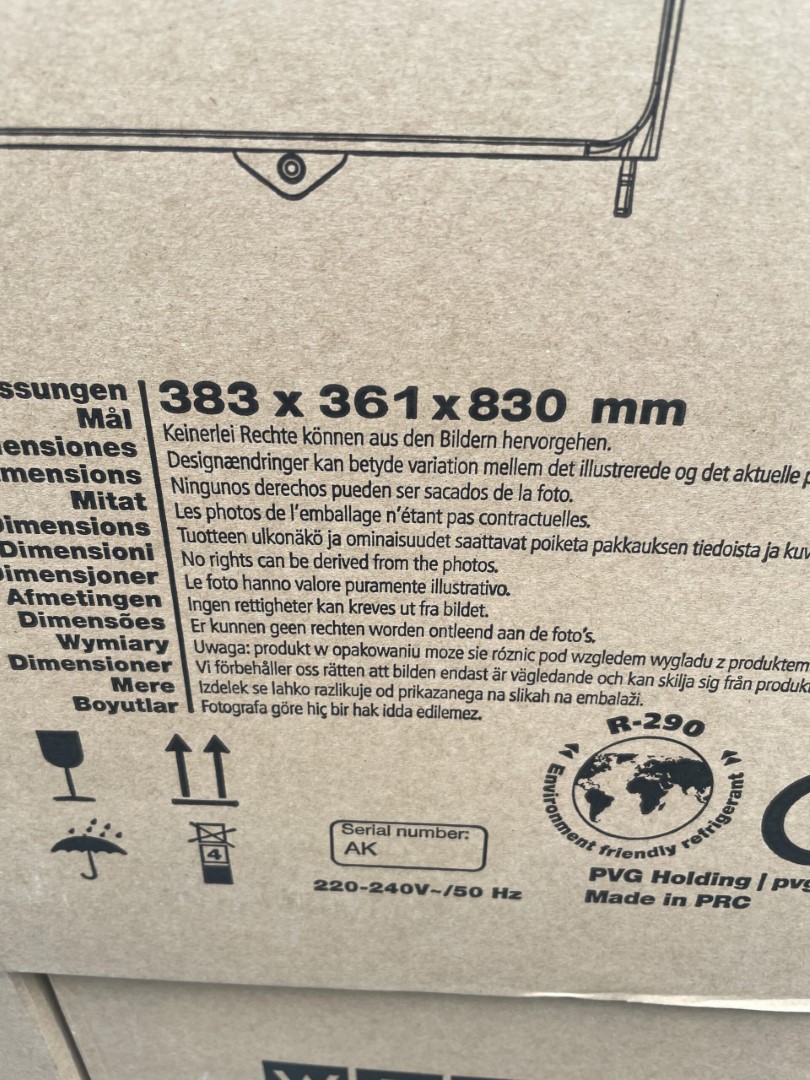 ssungen
Mål
ensiones
mensions
Mitat
Dimensions
Dimensioni
Dimensjoner
Afmetingen
Dimensões
Wymiary
Dimensioner
Mere
Boyutlar
383 x 361 x 830 mm
Keinerlei Rechte können aus den Bildern hervorgehen.
Designændringer kan betyde variation mellem det illustrerede og det aktuelle p
Ningunos derechos pueden ser sacados de la foto.
Les photos de l'emballage n'étant pas contractuelles.
Tuotteen ulkonäkö ja ominaisuudet saattavat poiketa pakkauksen tiedoista ja kuv
No rights can be derived from the photos.
Le foto hanno valore puramente illustrativo.
Ingen rettigheter kan kreves ut fra bildet.
Er kunnen geen rechten worden ontleend aan de foto's.
Uwaga: produkt w opakowaniu moze sie róznic pod wzgledem wygladu z produktem
Vi förbehåller oss rätten att bilden endast är vägledande och kan skilja sig från produk
Izdelek se lahko razlikuje od prikazanega na slikah na embalaži.
Fotografa göre hiç bir hak idda edilemez.
R-290
Environment friendly refrigerant
4
Serial number:
AK
220-240V~/50 Hz
PVG Holding / pvg
Made in PRC